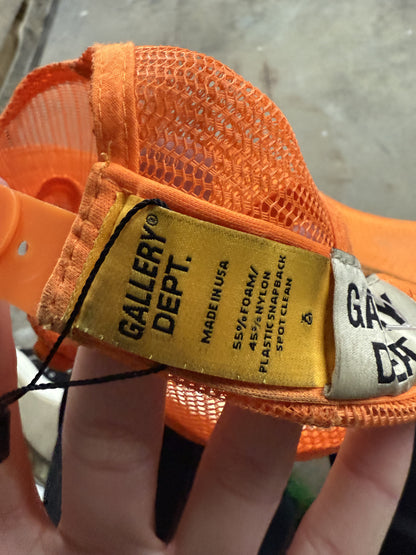 GALLERY®
DEPT.
MADE IN USA
55% FOAM/
45% NYLON
PLASTIC SNAPBACK
SPOT CLEAN